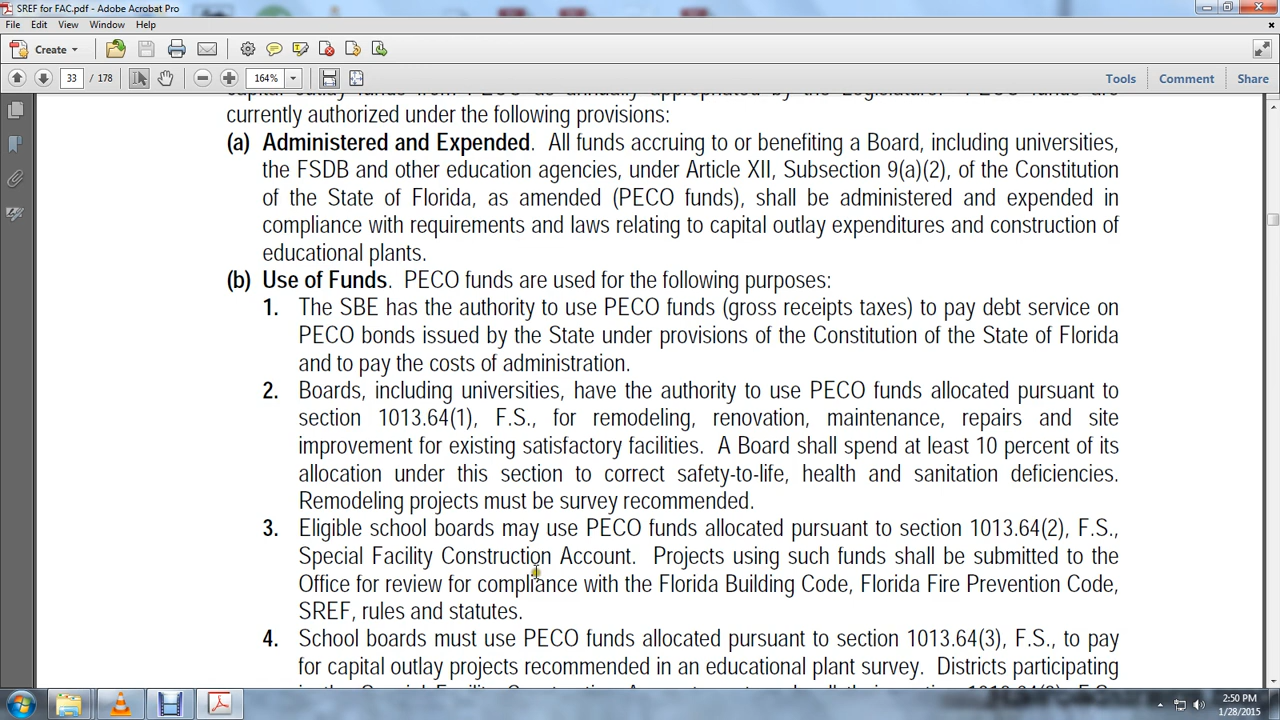 SREF for FAC.pdf - Adobe Acrobat Pro
File Edit View Window Help
Create
33 / 178 164% Tools Comment Share
currently authorized under the following provisions:
(a) Administered and Expended. All funds accruing to or benefiting a Board, including universities,
the FSDB and other education agencies, under Article XII, Subsection 9(a)(2), of the Constitution
of the State of Florida, as amended (PECO funds), shall be administered and expended in
compliance with requirements and laws relating to capital outlay expenditures and construction of
educational plants.
(b) Use of Funds. PECO funds are used for the following purposes:
1. The SBE has the authority to use PECO funds (gross receipts taxes) to pay debt service on
PECO bonds issued by the State under provisions of the Constitution of the State of Florida
and to pay the costs of administration.
2. Boards, including universities, have the authority to use PECO funds allocated pursuant to
section 1013.64(1), F.S., for remodeling, renovation, maintenance, repairs and site
improvement for existing satisfactory facilities. A Board shall spend at least 10 percent of its
allocation under this section to correct safety-to-life, health and sanitation deficiencies.
Remodeling projects must be survey recommended.
3. Eligible school boards may use PECO funds allocated pursuant to section 1013.64(2), F.S.,
Special Facility Construction Account. Projects using such funds shall be submitted to the
Office for review for compliance with the Florida Building Code, Florida Fire Prevention Code,
SREF, rules and statutes.
4. School boards must use PECO funds allocated pursuant to section 1013.64(3), F.S., to pay
for capital outlay projects recommended in an educational plant survey. Districts participating
2:50 PM
1/28/2015